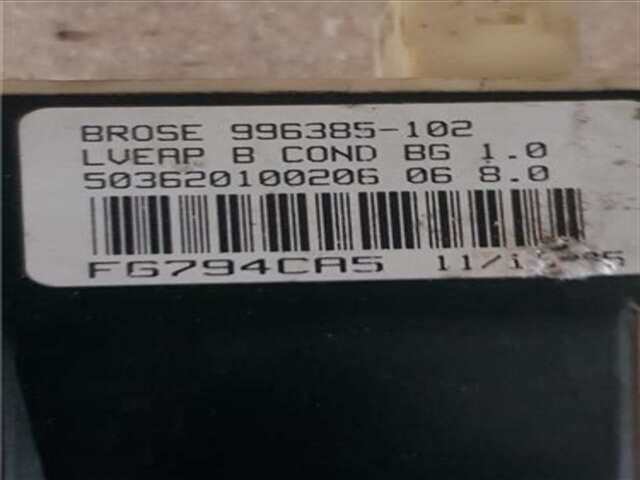 BROSE 996385-102
LVEAP B COND BG 1.0
503620100206 06 8.0
FG794CA5